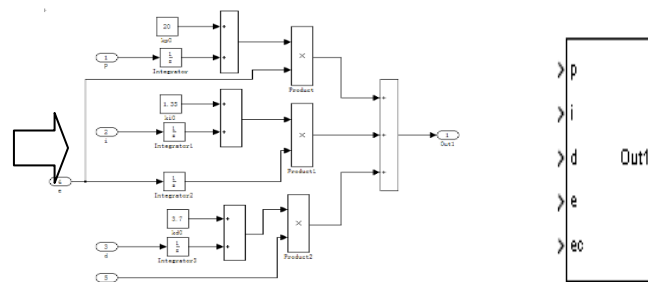 20
kp0
1
P
1
s
Integrator
×
Product
1.35
ki0
2
i
1
s
Integrator1
×
Product1
4
e
1
s
Integrator2
1
Out1
3.7
kd0
3
d
1
s
Integrator3
×
Product2
5
p
i
d
e
ec
Out1